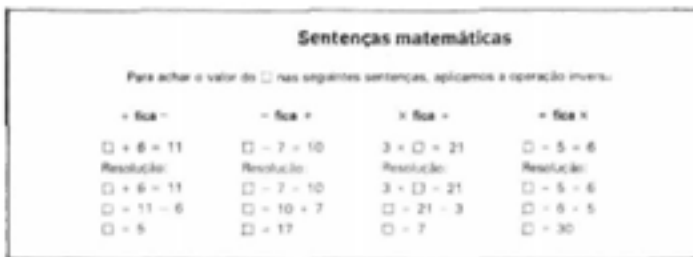 Sentenças matemáticas
Para achar o valor do □ nas seguintes sentenças, aplicamos a operação
+ fica − − fica + × fica ÷ ÷ fica ×
□ + 6 = 11 □ − 7 = 10 3 × □ = 21 □ ÷ 5 = 6
Resolução: Resolução: Resolução: Resolução:
□ + 6 = 11 □ − 7 = 10 3 × □ = 21 □ ÷ 5 = 6
□ = 11 − 6 □ = 10 + 7 □ = 21 ÷ 3 □ = 6 × 5
□ = 5 □ = 17 □ = 7 □ = 30